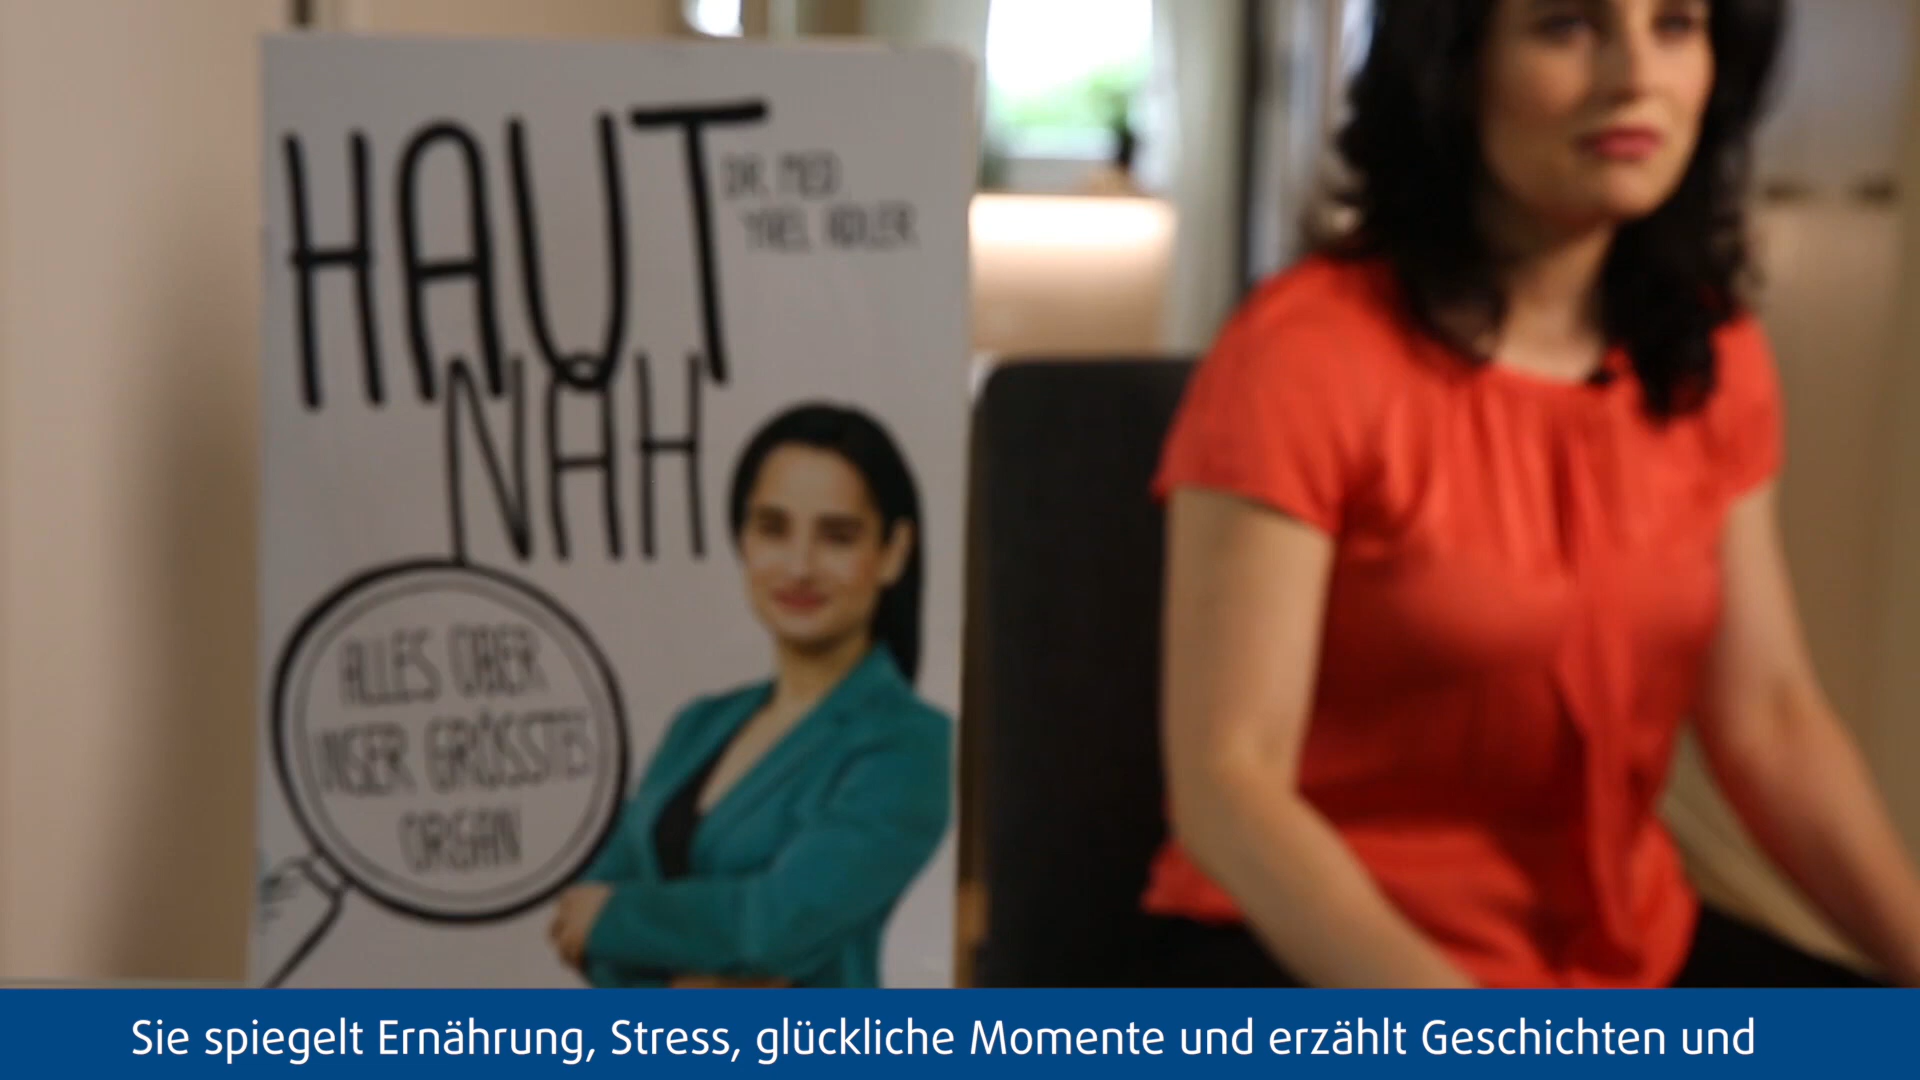 HAUT
NAH
DR. MED.
YAEL ADLER
ALLES ÜBER
UNSER GRÖSSTES
ORGAN
Sie spiegelt Ernährung, Stress, glückliche Momente und erzählt Geschichten und